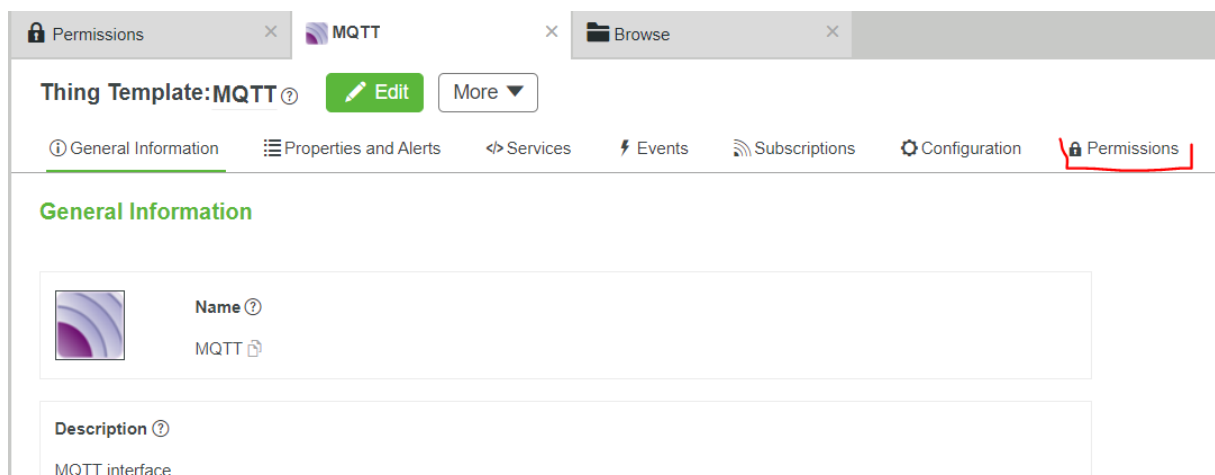 Permissions MQTT Browse
Thing Template: MQTT Edit More
General Information Properties and Alerts Services Events Subscriptions Configuration Permissions
General Information
Name
MQTT
Description
MQTT interface